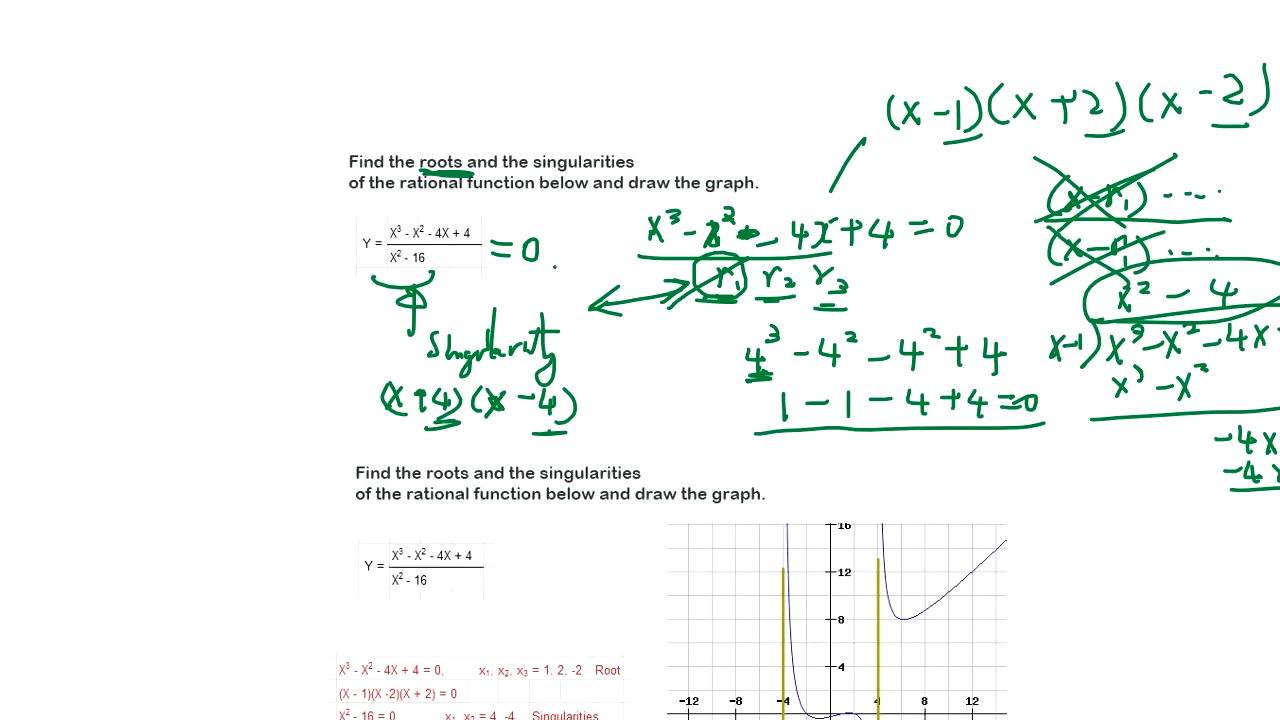 (x -1)(x +2)(x -2)
Find the roots and the singularities
of the rational function below and draw the graph.
Y = X³ - X² - 4X + 4
X² - 16
= 0.
x³ - x² - 4x + 4 = 0
r₁ r₂ r₃
(x - r₁) ....
x² - 4
x-1) x³ - x² - 4x
x³ - x²
-4x
Singularity
(x +4)(x -4)
4³ - 4² - 4² + 4
1 - 1 - 4 + 4 = 0
Find the roots and the singularities
of the rational function below and draw the graph.
Y = X³ - X² - 4X + 4
X² - 16
16
12
8
4
-12 -8 -4 4 8 12
X³ - X² - 4X + 4 = 0, x₁, x₂, x₃ = 1, 2, -2 Root
(X - 1)(X -2)(X + 2) = 0
X² - 16 = 0 x₁, x₂ = 4, -4 Singularities